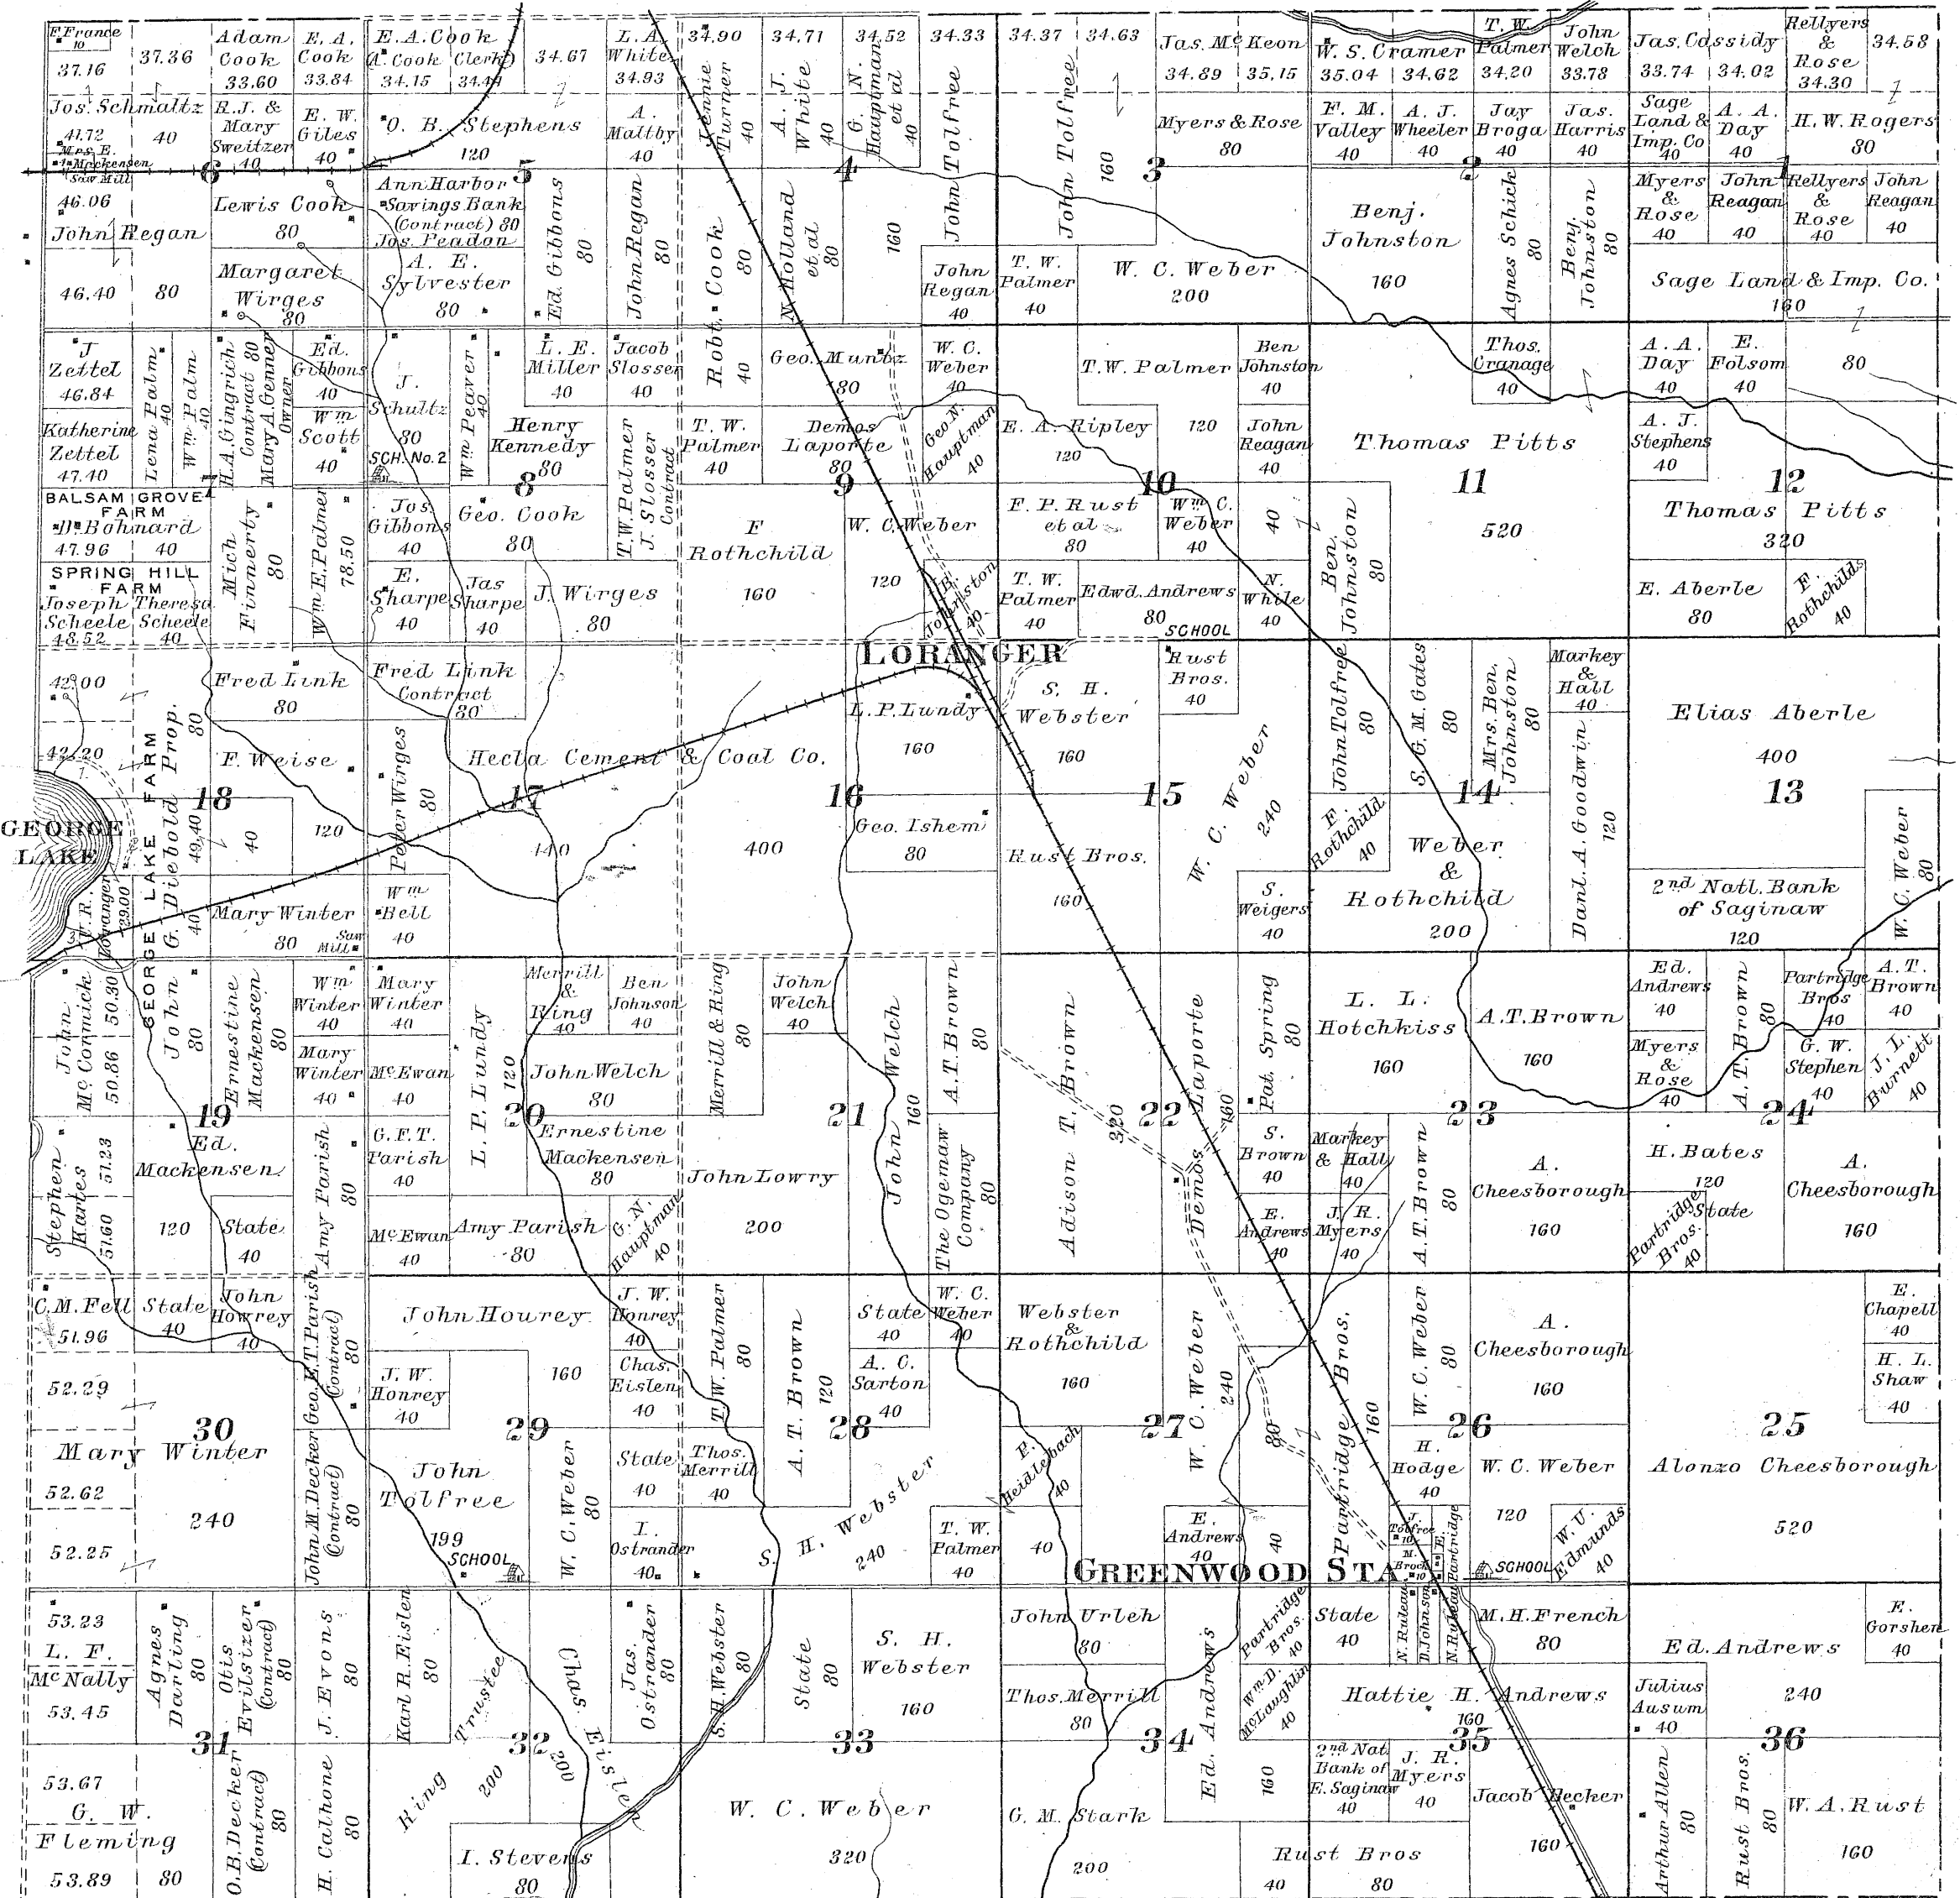 E. France
10
37.16
37.36
Adam
Cook
33.60
E. A.
Cook
33.84
E. A. Cook
(A. Cook Clerk)
34.15
34.44
34.67
L. A.
White
34.93
34.90
Jennie
Turner
40
34.71
A. J.
White
40
34.52
G. N.
Hauptman
et al
40
34.33
John Tolfree
34.37
34.63
John Tolfree
160
Jas. McKeon
34.89
35.15
W. S. Cramer
35.04
34.62
T. W.
Palmer
34.20
John
Welch
33.78
Jas. Cassidy
33.74
34.02
Rellyers
&
Rose
34.30
34.58
Jos. Schmaltz
41.72
40
Mrs. E.
Mackensen
Saw Mill
R. J. &
Mary
Sweitzer
40
E. W.
Giles
40
O. B. Stephens
120
A.
Maltby
40
Myers & Rose
80
F. M.
Valley
40
A. J.
Wheeler
40
Jay
Broga
40
Jas.
Harris
40
Sage
Land &
Imp. Co
40
A. A.
Day
40
H. W. Rogers
80
6
5
4
3
2
1
46.06
John Regan
46.40
80
Lewis Cook
80
Margaret
Wirges
80
Ann Harbor
Savings Bank
(Contract) 80
Jos. Peadon
A. E.
Sylvester
80
Ed. Gibbons
80
John Regan
80
Robt. Cook
80
40
N. Holland
et. al
80
160
John
Regan
40
T. W.
Palmer
40
W. C. Weber
200
Benj.
Johnston
160
Agnes Schick
80
Benj.
Johnston
80
Myers
&
Rose
40
John
Reagan
40
Rellyers
&
Rose
40
John
Reagan
40
Sage Land & Imp. Co.
160
J
Zettel
46.84
Katherine
Zettel
47.40
Lena Palm
40
Wm Palm
40
H. A. Gingrich
Contract 80
Mary A. Genner
Owner
Ed.
Gibbons
40
Wm
Scott
40
J.
Schultz
80
SCH. No. 2
Wm Peaver
40
L. E.
Miller
40
Jacob
Slosser
40
Henry
Kennedy
80
T. W. Palmer
J. Slosser
Contract
8
T. W.
Palmer
40
Geo. Muntz
80
Demos
Laporte
80
9
W. C.
Weber
40
Geo. N.
Hauptman
40
T. W. Palmer
E. A. Ripley
120
120
10
Ben
Johnston
40
John
Reagan
40
Thos.
Cranage
40
Thomas Pitts
11
520
A. A.
Day
40
E.
Folsom
40
80
A. J.
Stephens
40
12
Thomas Pitts
320
BALSAM GROVE
FARM
Bohnard
47.96
40
SPRING HILL
FARM
Joseph
Scheele
48.52
Theresa
Scheele
40
Mich
Finnerty
80
Wm E. Palmer
78.50
Jos.
Gibbons
40
Geo. Cook
80
E.
Sharpe
40
Jas
Sharpe
40
J. Wirges
80
F
Rothchild
160
W. C. Weber
120
B.
Johnston
40
F. P. Rust
et al
80
Wm C.
Weber
40
40
T. W.
Palmer
40
Edwd. Andrews
80
SCHOOL
N.
While
40
Ben.
Johnston
80
E. Aberle
80
F.
Rothchilds
40
LORANGER
42.00
42.20
GEORGE
LAKE
GEORGE LAKE FARM
John G. Diebold Prop.
80
49.40
40
80
18
40
120
Fred Link
80
F. Weise
Mary Winter
80
Saw
Mill
Fred Link
Contract
80
Peter Wirges
80
Wm
Bell
40
Hecla Cement & Coal Co.
17
440
16
400
L. P. Lundy
160
Geo. Ishem
80
S. H.
Webster
160
Rust Bros.
160
Rust
Bros.
40
15
W. C. Weber
240
S.
Weigers
40
John Tolfree
80
S. G. M. Gates
80
Mrs. Ben.
Johnston
80
Markey
&
Hall
40
Danl. A. Goodwin
120
14
F.
Rothchild
40
Weber
&
Rothchild
200
Elias Aberle
400
13
2nd Natl. Bank
of Saginaw
120
W. C. Weber
80
John
McCormick
50.30
50.86
Ernestine
Mackensen
80
Wm
Winter
40
Mary
Winter
40
19
Ed.
Mackensen
120
State
40
Stephen
Kartes
51.23
51.60
Amy Parish
80
Mary
Winter
40
McEwan
40
L. P. Lundy
120
Merrill
&
Ring
40
Ben
Johnson
40
John Welch
80
20
G. E. T.
Parish
40
McEwan
40
Ernestine
Mackensen
80
Amy Parish
80
G. N.
Hauptman
40
Merrill & Ring
80
John
Welch
40
21
John Welch
160
A. T. Brown
80
The Ogemaw
Company
80
John Lowry
200
Adison T. Brown
320
22
Demos Laporte
160
Pat. Spring
80
S.
Brown
40
E.
Andrews
40
L. L.
Hotchkiss
160
A. T. Brown
160
23
Markey
& Hall
40
J. R.
Myers
40
A. T. Brown
80
A.
Cheesborough
160
Ed.
Andrews
40
Myers
&
Rose
40
A. T. Brown
80
Partridge
Bros
40
A. T.
Brown
40
G. W.
Stephen
40
J. L.
Burnett
40
24
H. Bates
120
Partridge
Bros.
40
State
A.
Cheesborough
160
C. M. Fell
51.96
State
40
John
Howrey
40
52.29
30
Mary Winter
52.62
240
52.25
Geo. E. T. Parish
(Contract)
80
John M. Decker
(Contract)
80
John Hourey
160
J. W.
Honrey
40
J. W.
Honrey
40
Chas.
Eislen
40
29
John
Tolfree
199
SCHOOL
W. C. Weber
80
State
40
I.
Ostrander
40
T. W. Palmer
80
A. T. Brown
120
State
40
W. C.
Weber
40
A. C.
Sarton
40
28
Thos.
Merrill
40
S. H. Webster
240
T. W.
Palmer
40
Webster
&
Rothchild
160
F.
Heidlebach
40
40
27
W. C. Weber
240
80
E.
Andrews
40
40
GREENWOOD STA.
Partridge Bros.
160
W. C. Weber
80
A.
Cheesborough
160
26
H.
Hodge
40
W. C. Weber
120
J.
Tolfree
10
M.
Brock
10
E.
Partridge
SCHOOL
W. U.
Edmunds
40
E.
Chapell
40
H. L.
Shaw
40
25
Alonzo Cheesborough
520
53.23
L. F.
McNally
53.45
Agnes
Darling
80
Otis
Evilsizer
(Contract)
80
J. Evons
80
31
53.67
G. W.
Fleming
53.89
80
O. B. Decker
(Contract)
80
H. Calhone
80
Karl R. Eislen
80
Ring Trustee
200
32
Chas. Eislen
200
Jas.
Ostrander
80
I. Stevens
80
S. H. Webster
80
State
80
S. H.
Webster
160
33
W. C. Weber
320
John Urleh
80
Thos. Merrill
80
34
G. M. Stark
200
Ed. Andrews
160
Partridge
Bros.
40
Wm D.
McLaughlin
40
Rust Bros
40
80
State
40
N. Ruleau
D. Johnson
N. Ruleau
M. H. French
80
Hattie H. Andrews
160
35
2nd Nat
Bank of
E. Saginaw
40
J. R.
Myers
40
Jacob Becker
160
Ed. Andrews
240
E.
Gorshen
40
Julius
Ausum
40
36
Arthur Allen
80
Rust Bros.
80
W. A. Rust
160